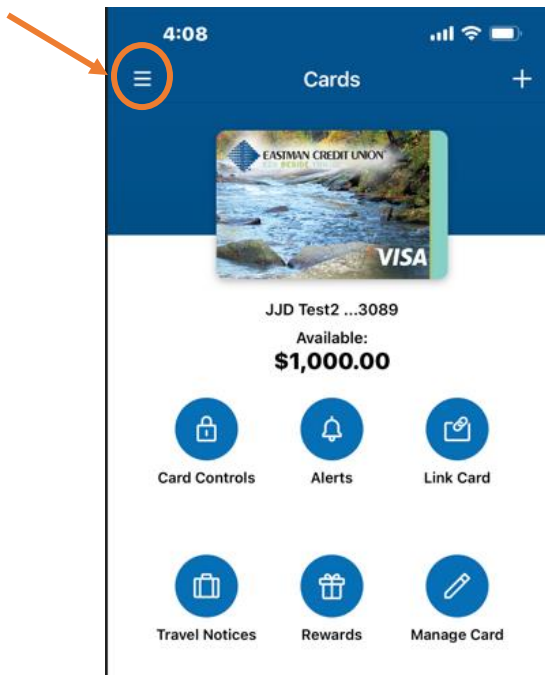 4:08
Cards
EASTMAN CREDIT UNION
VISA
JJD Test2 ...3089
Available:
$1,000.00
Card Controls
Alerts
Link Card
Travel Notices
Rewards
Manage Card